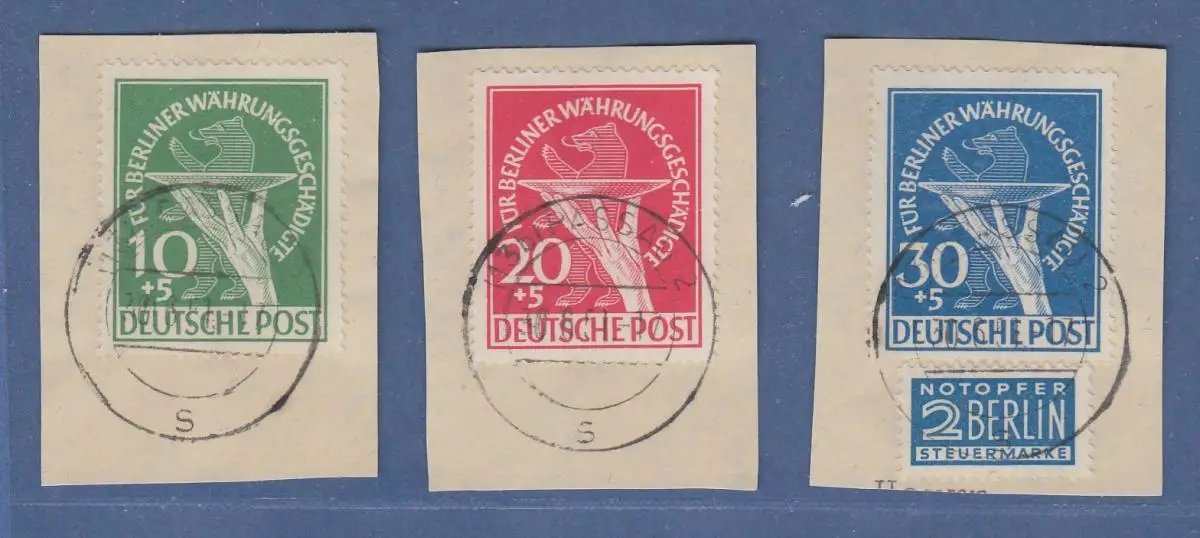 FÜR BERLINER WÄHRUNGSGESCHÄDIGTE
10
+5
DEUTSCHE POST
S
FÜR BERLINER WÄHRUNGSGESCHÄDIGTE
20
+5
DEUTSCHE POST
S
FÜR BERLINER WÄHRUNGSGESCHÄDIGTE
30
+5
DEUTSCHE POST
NOTOPFER
2 BERLIN
STEUERMARKE